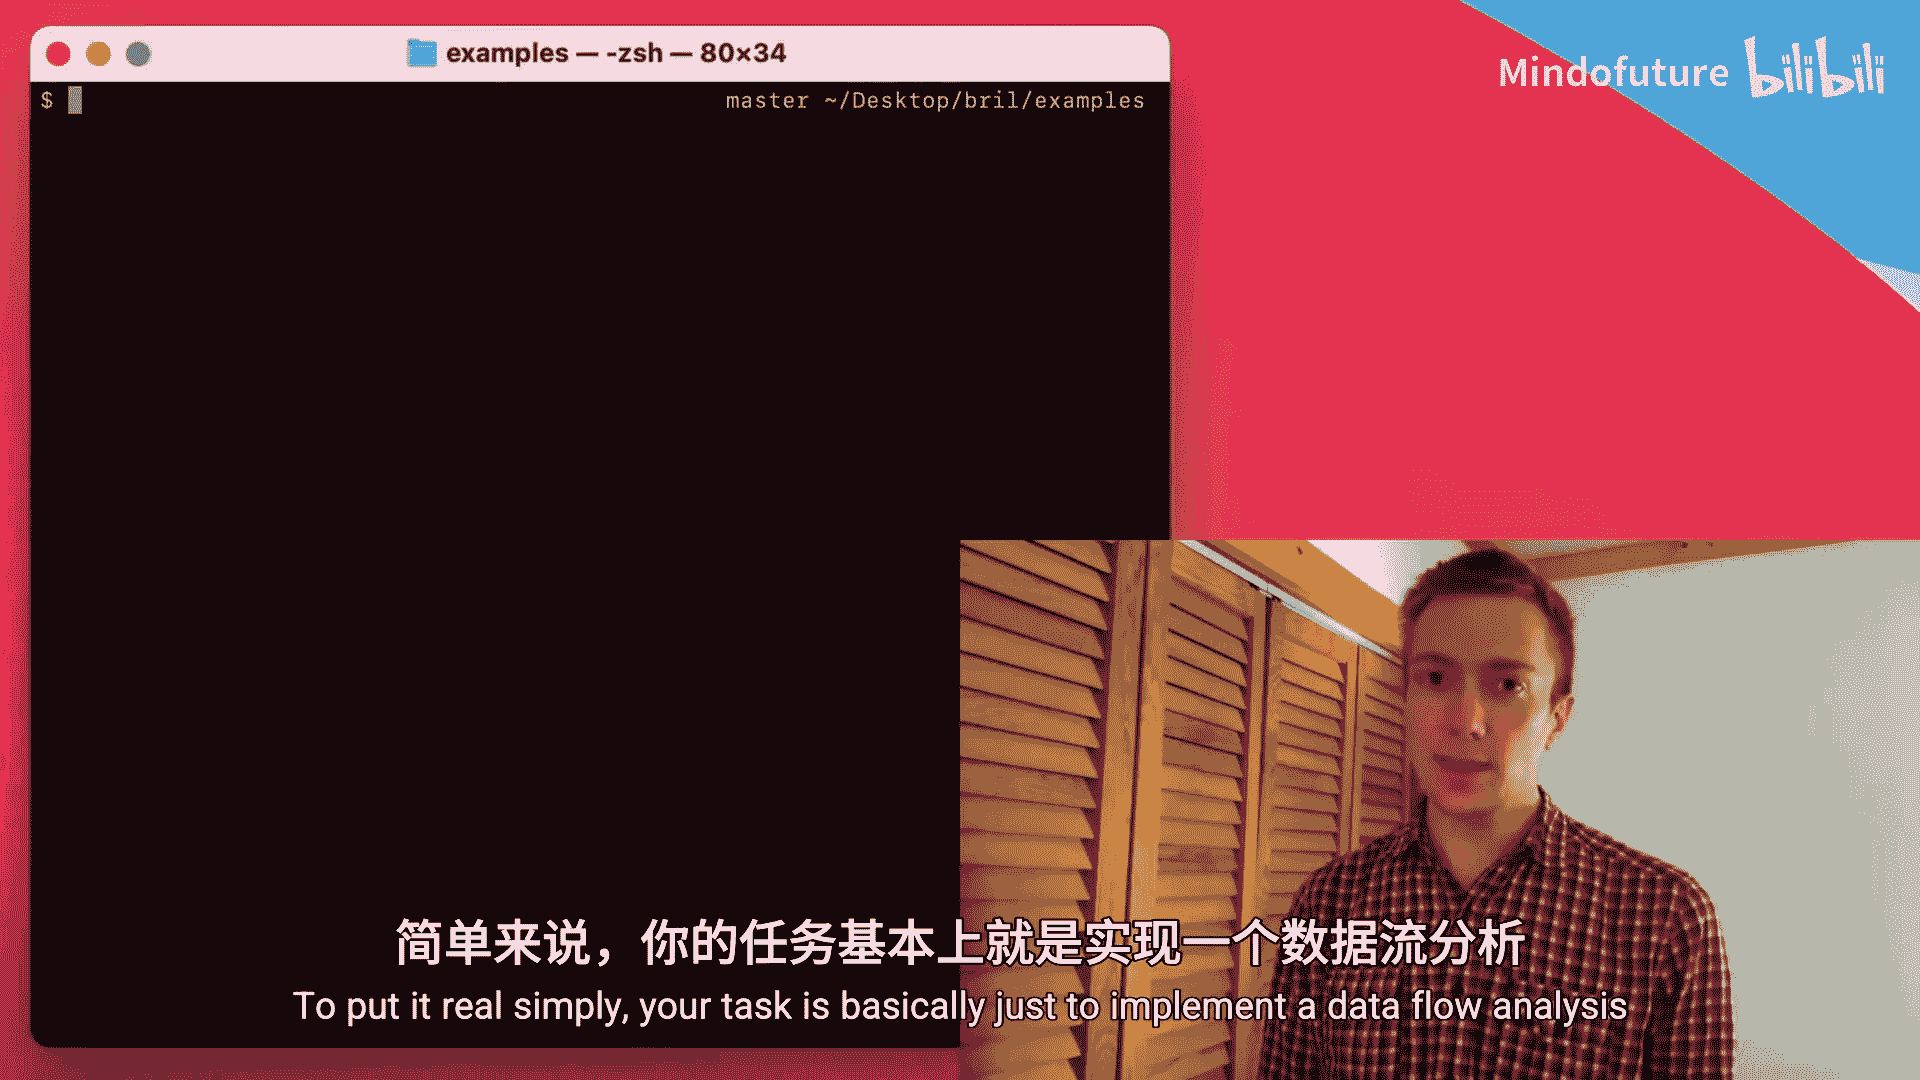 examples — -zsh — 80×34
$
master ~/Desktop/bril/examples
Mindofuture bilibili
简单来说，你的任务基本上就是实现一个数据流分析
To put it real simply, your task is basically just to implement a data flow analysis